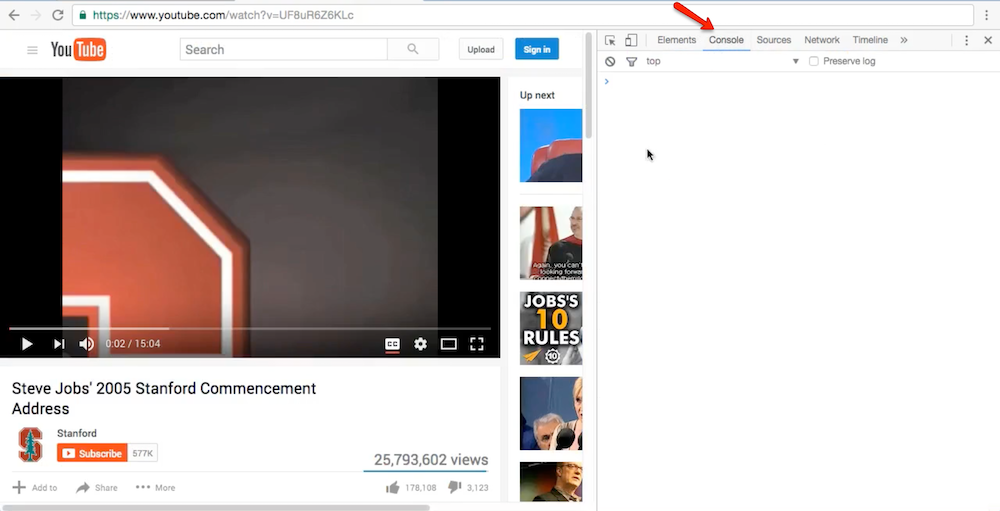 https://www.youtube.com/watch?v=UF8uR6Z6KLc
YouTube
Search
Upload
Sign in
0:02 / 15:04
CC
Steve Jobs' 2005 Stanford Commencement
Address
S
Stanford
Subscribe 577K
25,793,602 views
Add to Share More 178,108 3,123
Up next
Again, you can't
looking forwar
JOBS'S
10
RULES
10
Elements Console Sources Network Timeline »
top Preserve log
>